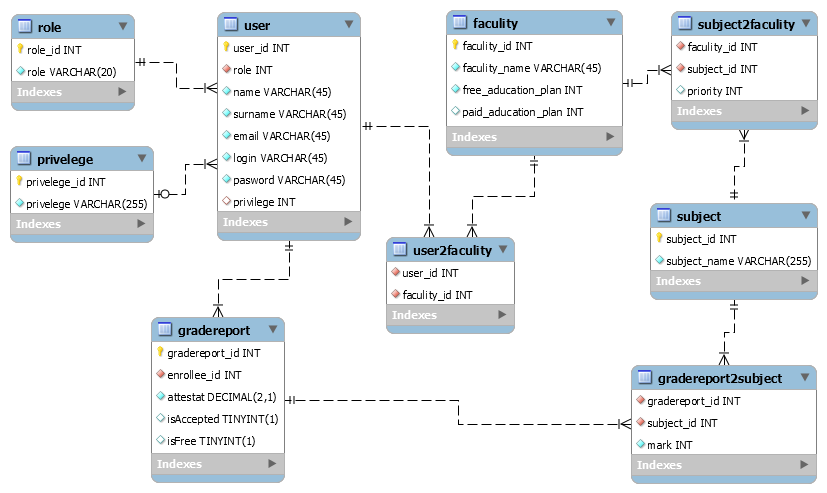 role
role_id INT
role VARCHAR(20)
Indexes
user
user_id INT
role INT
name VARCHAR(45)
surname VARCHAR(45)
email VARCHAR(45)
login VARCHAR(45)
pasword VARCHAR(45)
privilege INT
Indexes
faculity
faculity_id INT
faculity_name VARCHAR(45)
free_aducation_plan INT
paid_aducation_plan INT
Indexes
subject2faculity
faculity_id INT
subject_id INT
priority INT
Indexes
privelege
privelege_id INT
privelege VARCHAR(255)
Indexes
user2faculity
user_id INT
faculity_id INT
Indexes
subject
subject_id INT
subject_name VARCHAR(255)
Indexes
gradereport
gradereport_id INT
enrollee_id INT
attestat DECIMAL(2,1)
isAccepted TINYINT(1)
isFree TINYINT(1)
Indexes
gradereport2subject
gradereport_id INT
subject_id INT
mark INT
Indexes